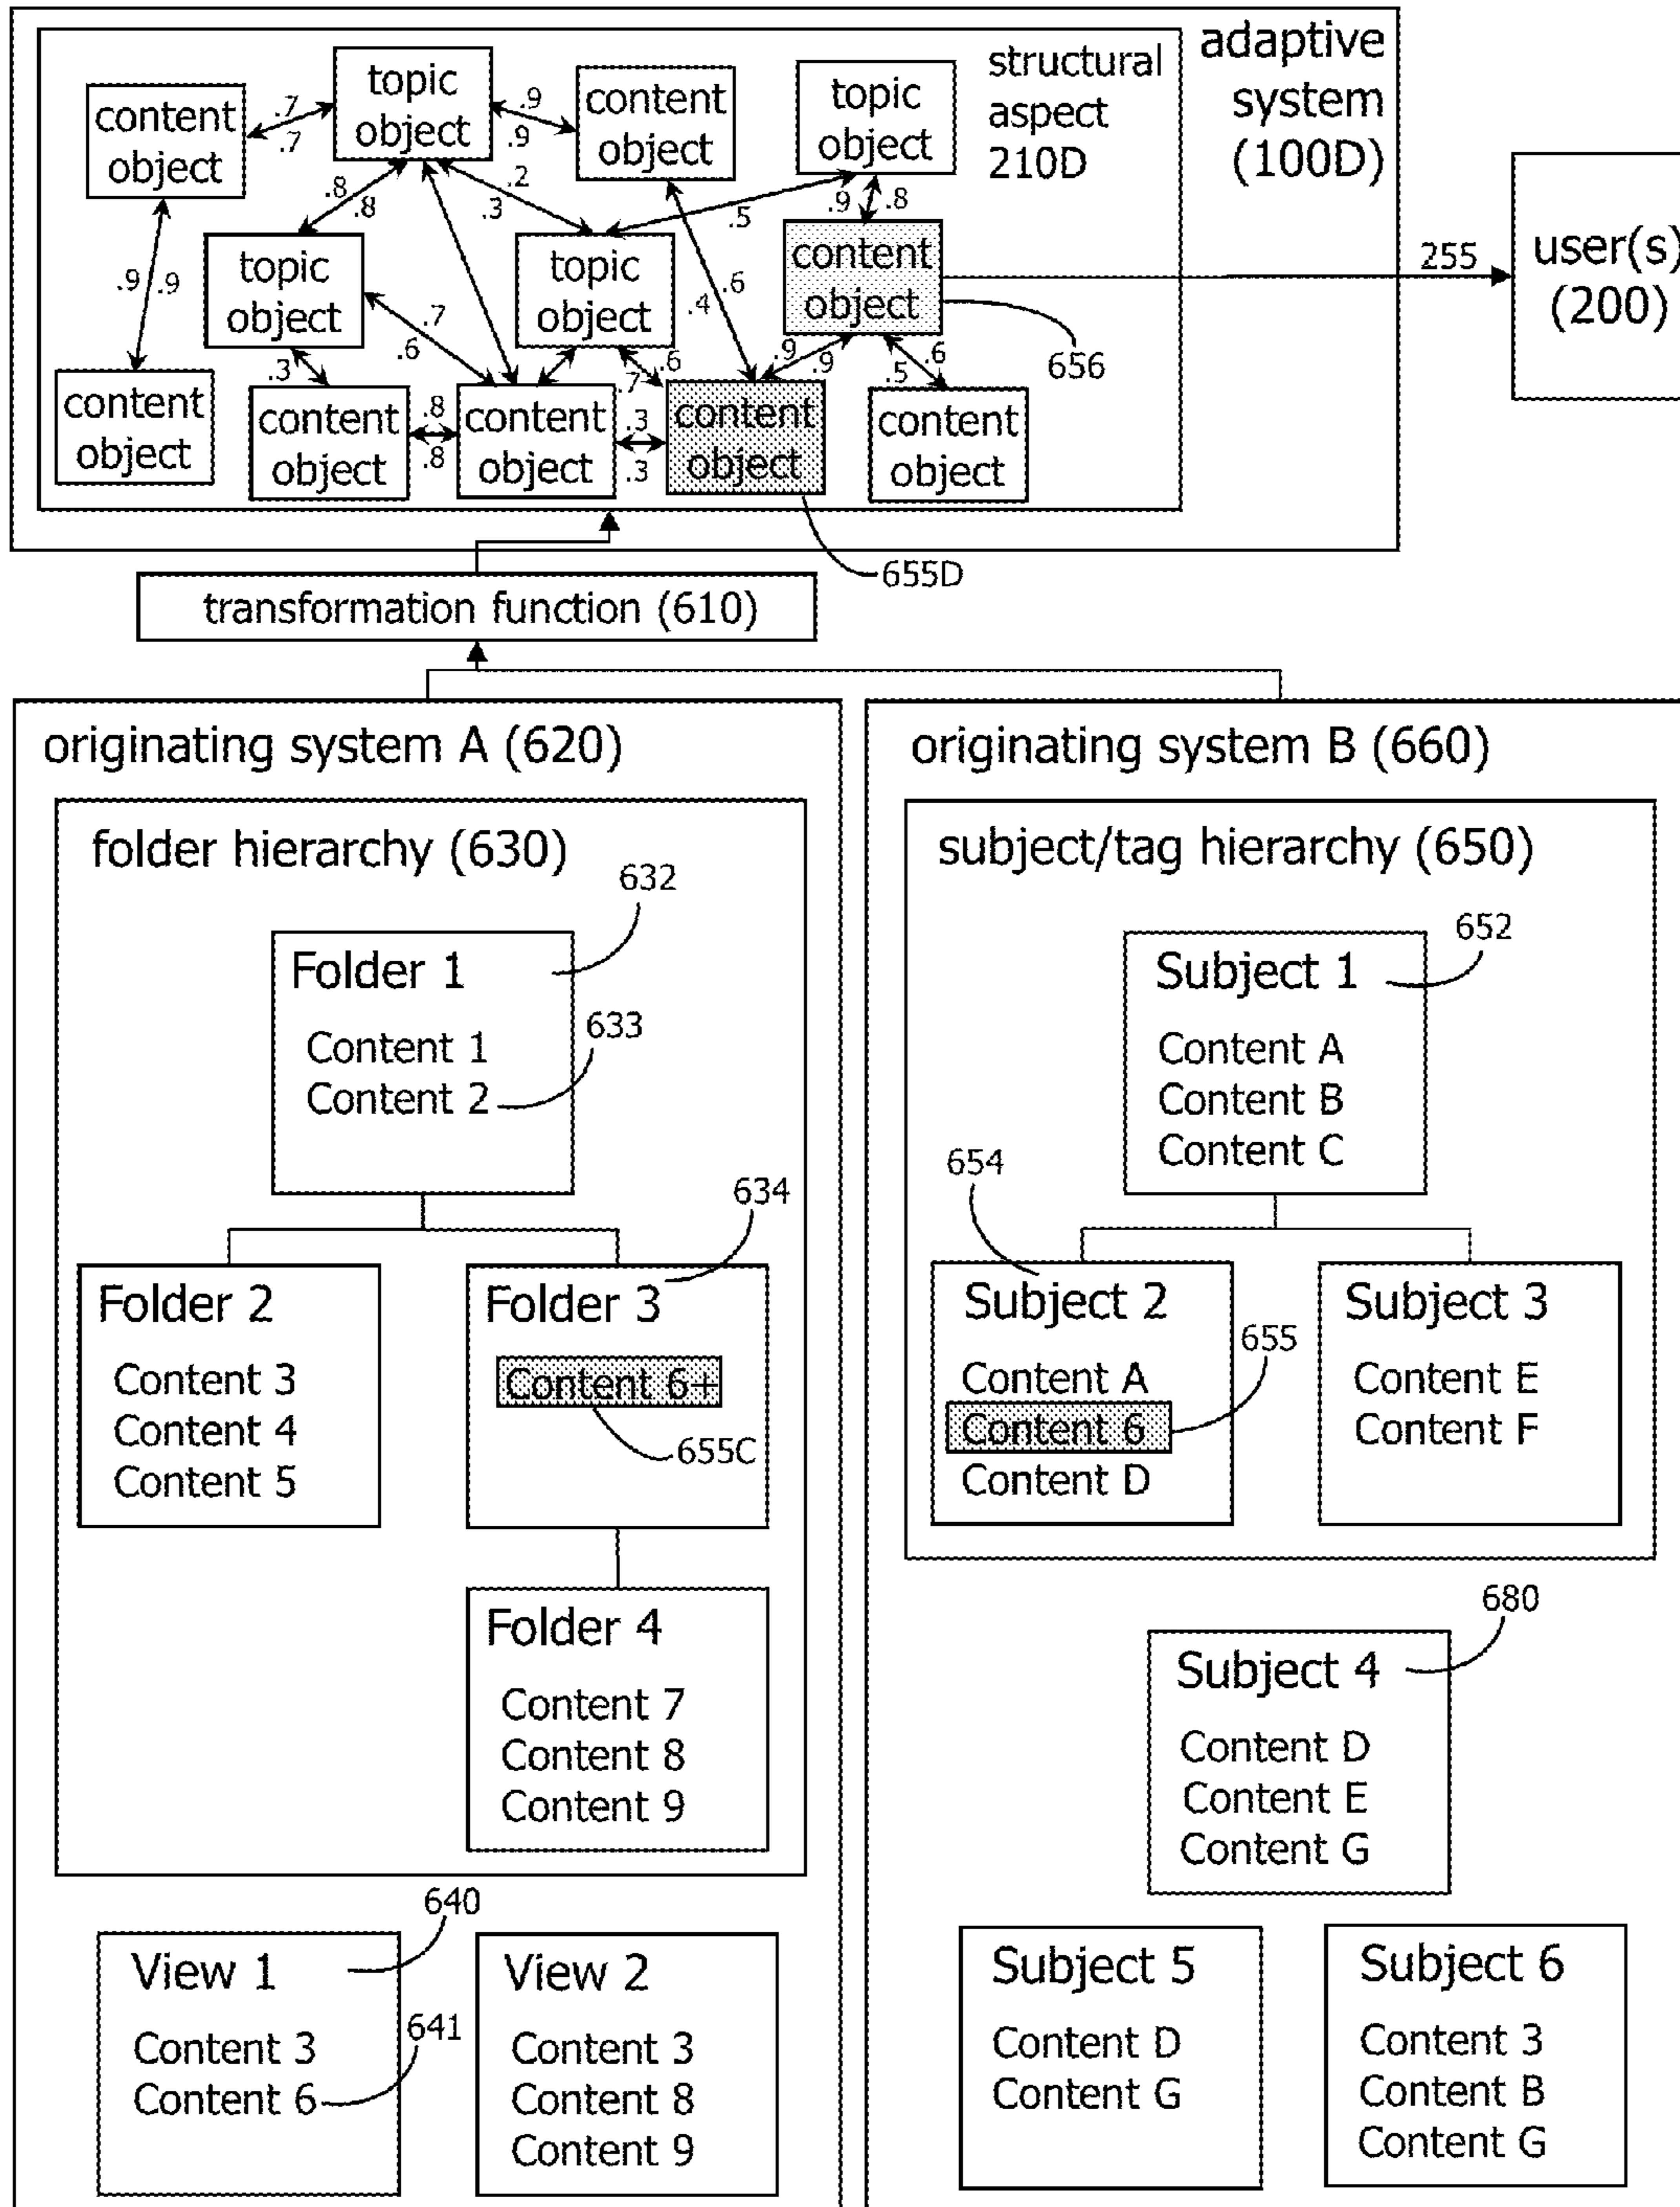 adaptive
system
(100D)
structural
aspect
210D
topic
object
content
object
content
object
topic
object
.7
.7
.9
.9
.8
.8
.2
.3
.5
.9
.8
topic
object
topic
object
content
object
255
user(s)
(200)
.9
.9
.7
.6
.6
.4
656
.3
.6
.7
.9
.9
.6
.5
content
object
content
object
.8
.8
content
object
.3
.3
content
object
content
object
655D
transformation function (610)
originating system A (620)
folder hierarchy (630)
632
Folder 1
633
Content 1
Content 2
634
Folder 2
Content 3
Content 4
Content 5
Folder 3
Content 6+
655C
Folder 4
Content 7
Content 8
Content 9
640
View 1
641
Content 3
Content 6
View 2
Content 3
Content 8
Content 9
originating system B (660)
subject/tag hierarchy (650)
652
Subject 1
Content A
Content B
Content C
654
Subject 2
655
Content A
Content 6
Content D
Subject 3
Content E
Content F
680
Subject 4
Content D
Content E
Content G
Subject 5
Content D
Content G
Subject 6
Content 3
Content B
Content G